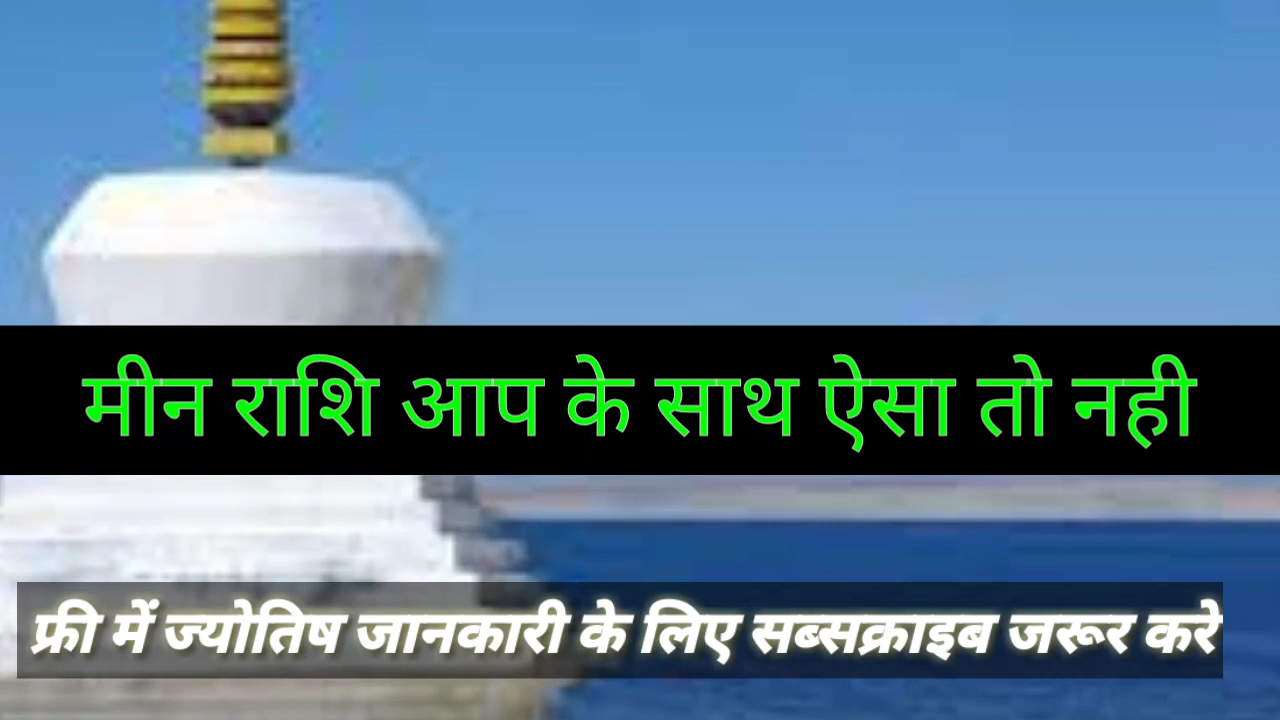 मीन राशि आप के साथ ऐसा तो नही
फ्री में ज्योतिष जानकारी के लिए सब्सक्राइब जरूर करे